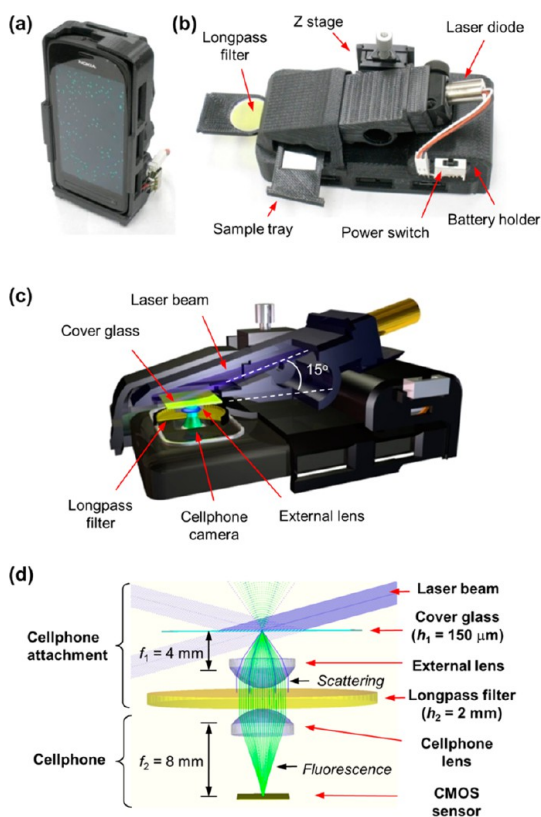 (a)
NOKIA
(b)
Longpass
filter
Z stage
Laser diode
Sample tray
Power switch
Battery holder
(c)
Laser beam
Cover glass
15°
Longpass
filter
Cellphone
camera
External lens
(d)
Cellphone
attachment
f₁ = 4 mm
Laser beam
Cover glass
(h₁ = 150 μm)
External lens
Scattering
Longpass filter
(h₂ = 2 mm)
Cellphone
f₂ = 8 mm
Cellphone
lens
Fluorescence
CMOS
sensor